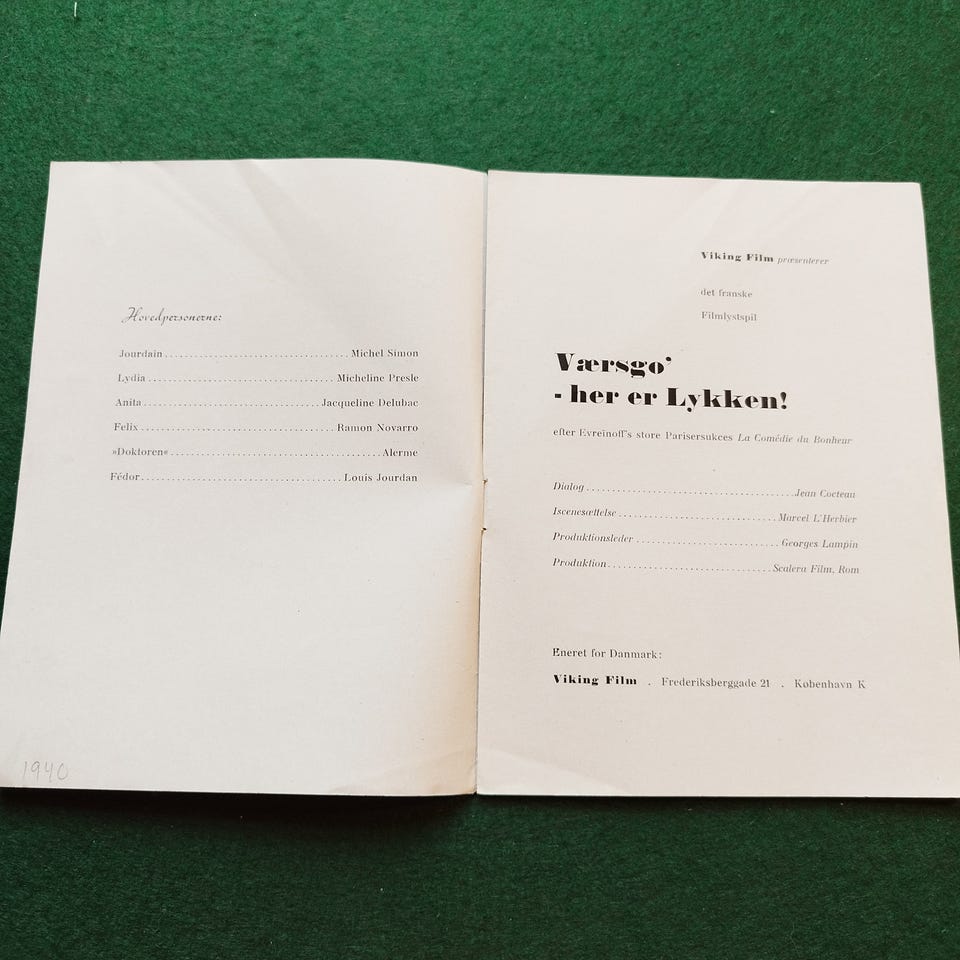 Hovedpersonerne:
Jourdain........................................Michel Simon
Lydia........................................Micheline Presle
Anita........................................Jacqueline Delubac
Felix........................................Ramon Novarro
»Doktoren«........................................Alerme
Fédor........................................Louis Jourdan
1940
Viking Film præsenterer
det franske
Filmlystspil
Værsgo'
- her er Lykken!
efter Evreinoff's store Parisersukces La Comédie du Bonheur
Dialog........................................Jean Cocteau
Iscenesættelse........................................Marcel L'Herbier
Produktionsleder........................................Georges Lampin
Produktion........................................Scalera Film, Rom
Eneret for Danmark:
Viking Film . Frederiksberggade 21 . København K